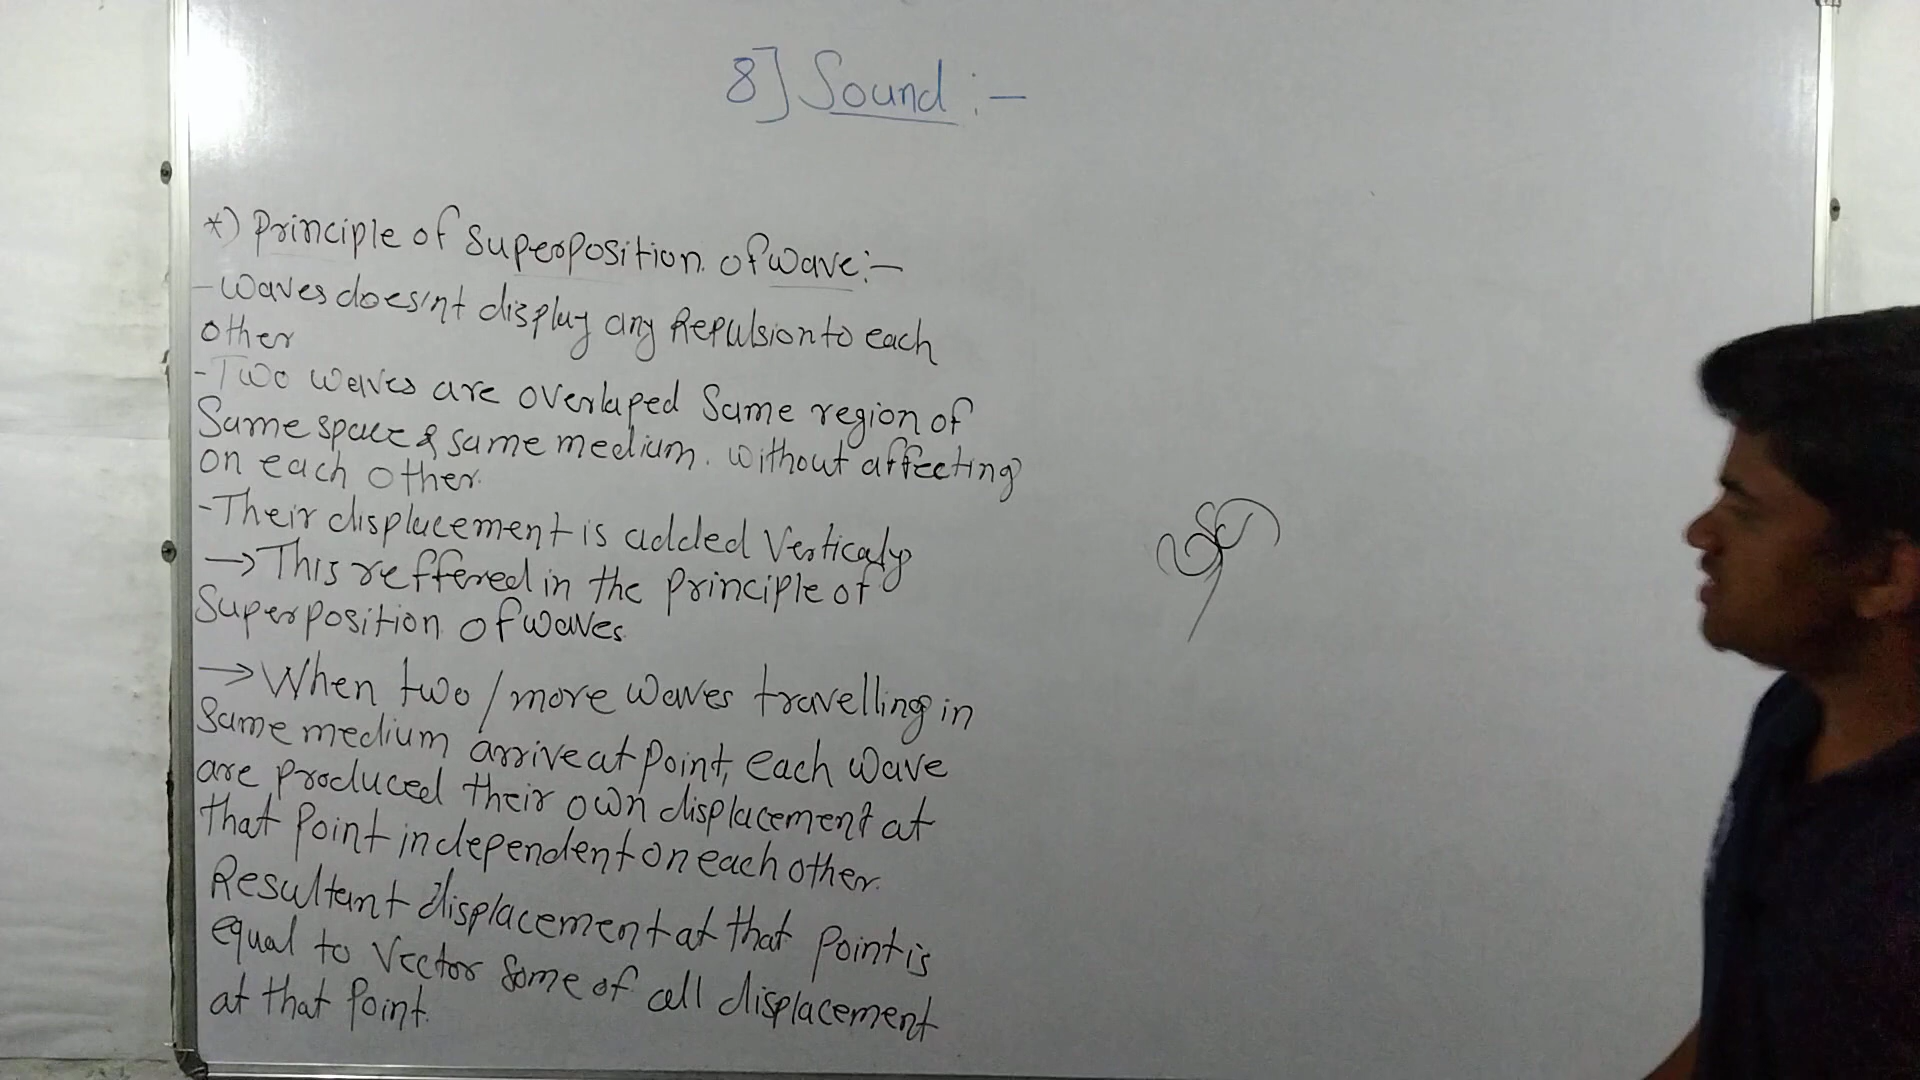 8] Sound :-
*) Principle of Superposition of wave:-
- Waves does'nt display any Repulsion to each
other
- Two waves are overlaped Same region of
Same space & same medium. without affecting
on each other.
- Their displacement is added Verticaly
→ This reffered in the principle of
Superposition of waves.
→ When two / more waves travelling in
Same medium arrive at point, each wave
are produced their own displacement at
that point independent on each other.
Resultant displacement at that point is
equal to Vector Some of all displacement
at that Point.